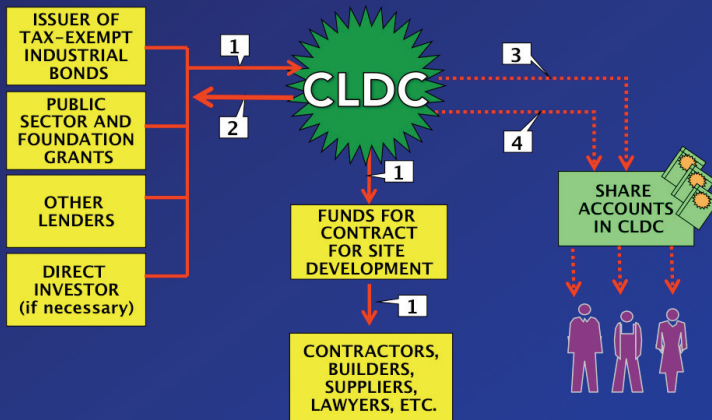 ISSUER OF
TAX-EXEMPT
INDUSTRIAL
BONDS
PUBLIC
SECTOR AND
FOUNDATION
GRANTS
OTHER
LENDERS
DIRECT
INVESTOR
(if necessary)
1
2
CLDC
3
4
1
FUNDS FOR
CONTRACT
FOR SITE
DEVELOPMENT
1
CONTRACTORS,
BUILDERS,
SUPPLIERS,
LAWYERS, ETC.
SHARE
ACCOUNTS
IN CLDC